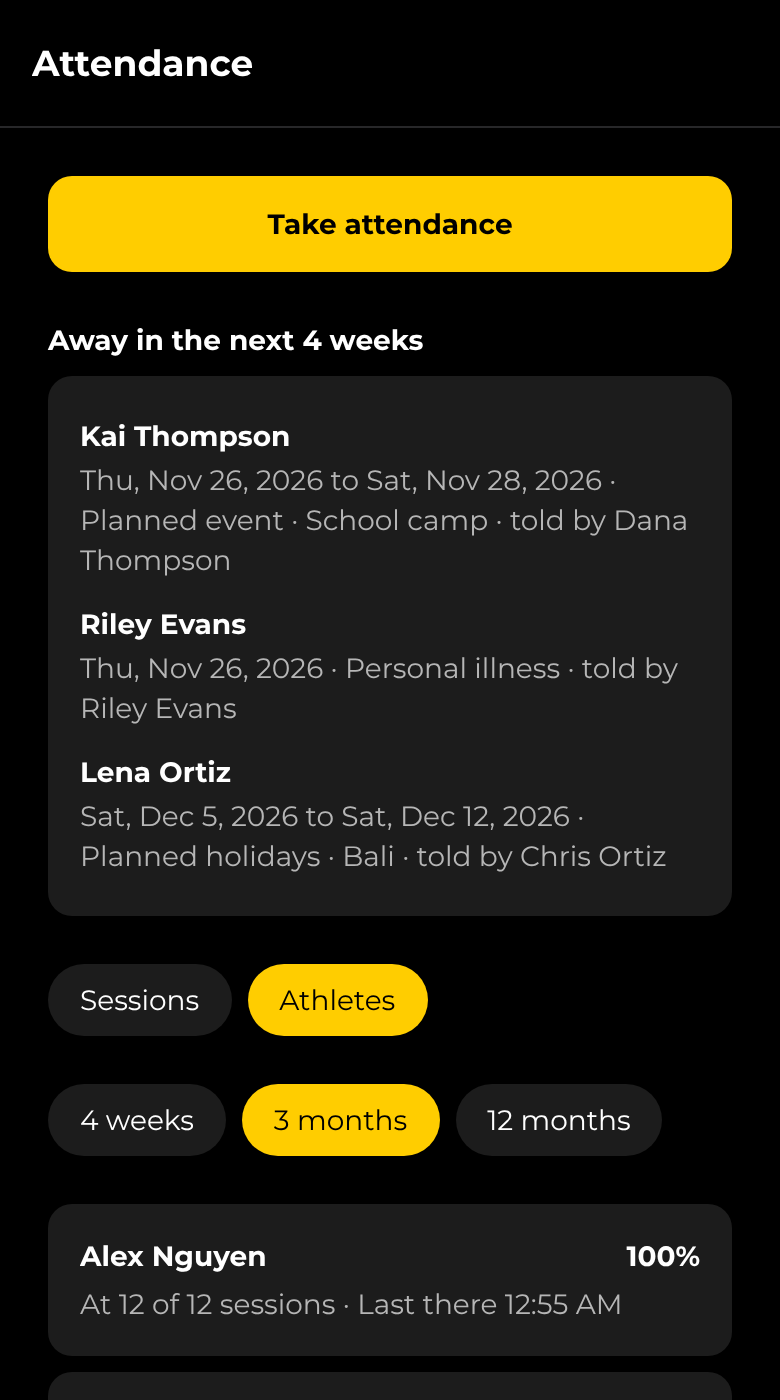 Attendance
Take attendance
Away in the next 4 weeks
Kai Thompson
Thu, Nov 26, 2026 to Sat, Nov 28, 2026 ·
Planned event · School camp · told by Dana
Thompson
Riley Evans
Thu, Nov 26, 2026 · Personal illness · told by
Riley Evans
Lena Ortiz
Sat, Dec 5, 2026 to Sat, Dec 12, 2026 ·
Planned holidays · Bali · told by Chris Ortiz
Sessions Athletes
4 weeks 3 months 12 months
Alex Nguyen 100%
At 12 of 12 sessions · Last there 12:55 AM